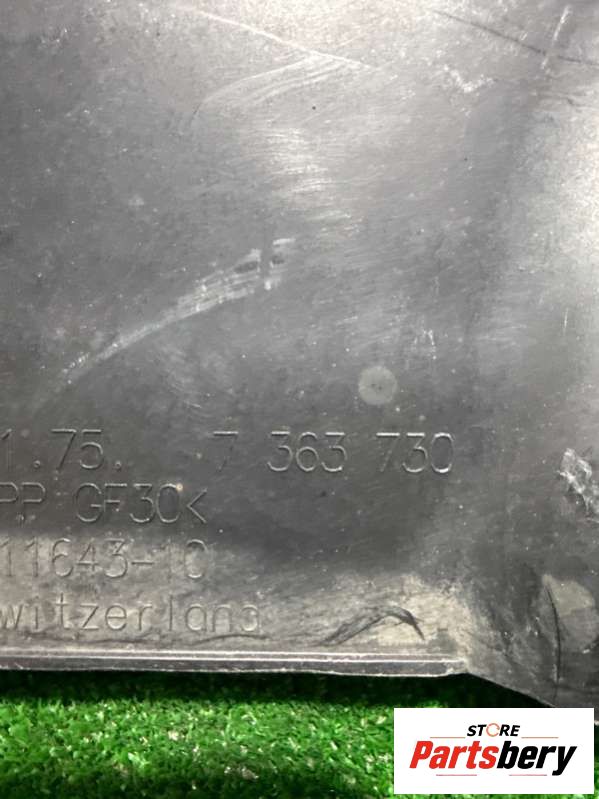 1.75. 7 363 730
PP GF30<
11643-10
witzerland
STORE
Partsbery